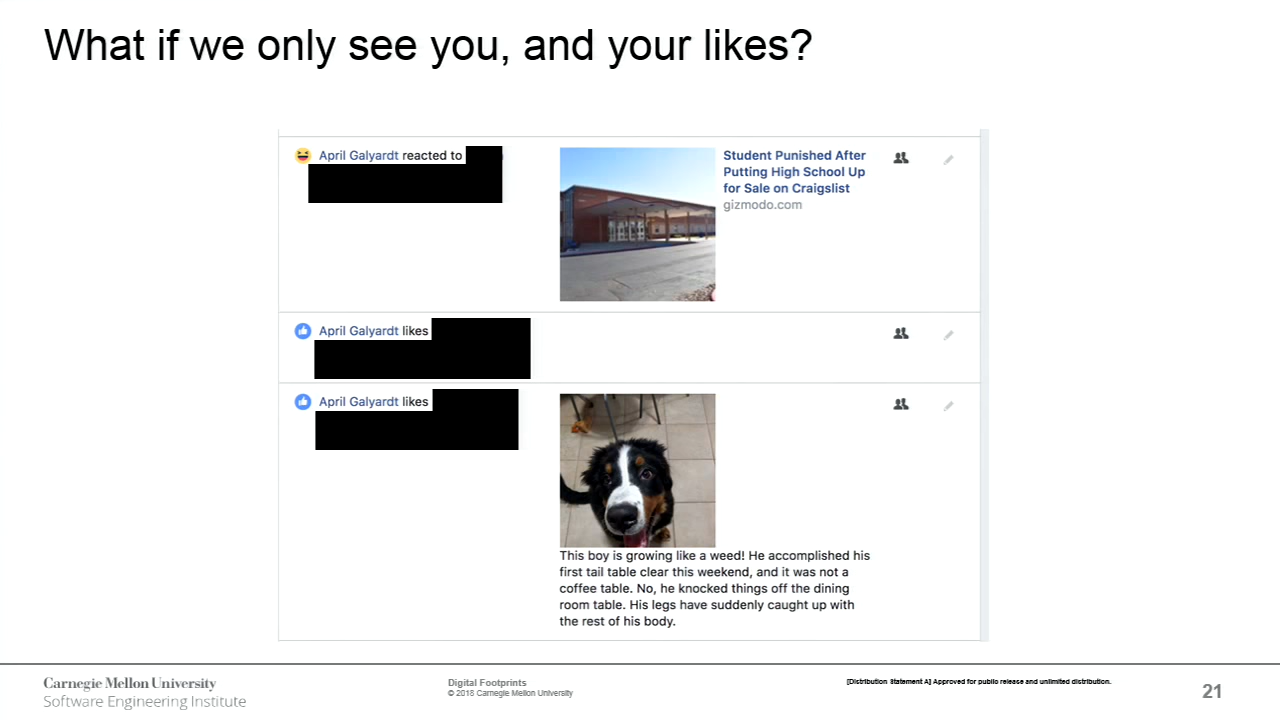 What if we only see you, and your likes?
April Galyardt reacted to
Student Punished After
Putting High School Up
for Sale on Craigslist
gizmodo.com
April Galyardt likes
April Galyardt likes
This boy is growing like a weed! He accomplished his
first tail table clear this weekend, and it was not a
coffee table. No, he knocked things off the dining
room table. His legs have suddenly caught up with
the rest of his body.
Carnegie Mellon University
Software Engineering Institute
Digital Footprints
© 2018 Carnegie Mellon University
[Distribution Statement A] Approved for public release and unlimited distribution.
21